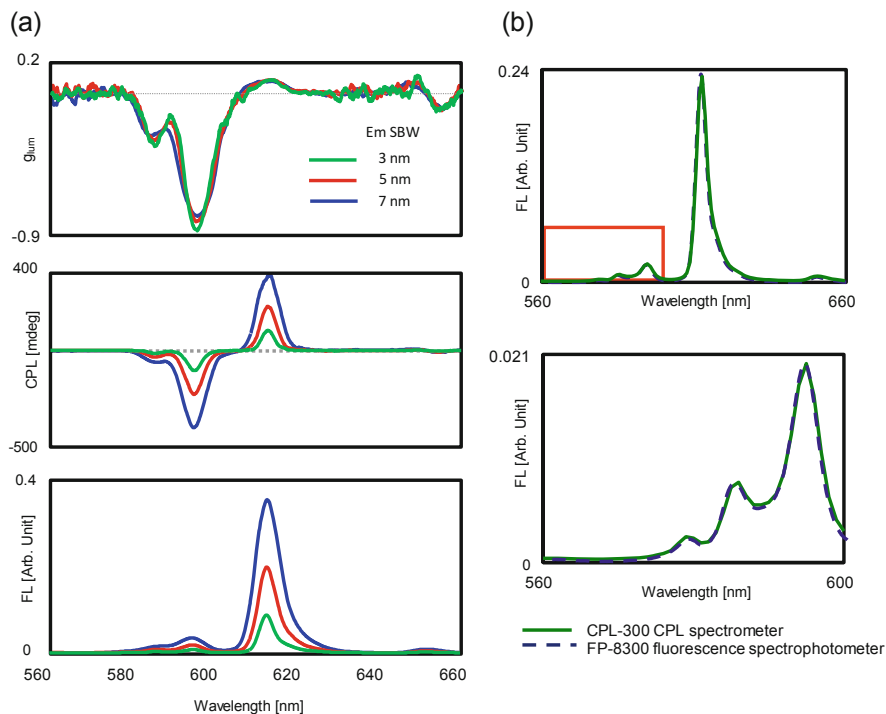 (a)
0.2
glum
-0.9
Em SBW
3 nm
5 nm
7 nm
400
CPL [mdeg]
-500
0.4
FL [Arb. Unit]
0
560 580 600 620 640 660
Wavelength [nm]
(b)
0.24
FL [Arb. Unit]
0
560 Wavelength [nm] 660
0.021
FL [Arb. Unit]
0
560 Wavelength [nm] 600
CPL-300 CPL spectrometer
FP-8300 fluorescence spectrophotometer